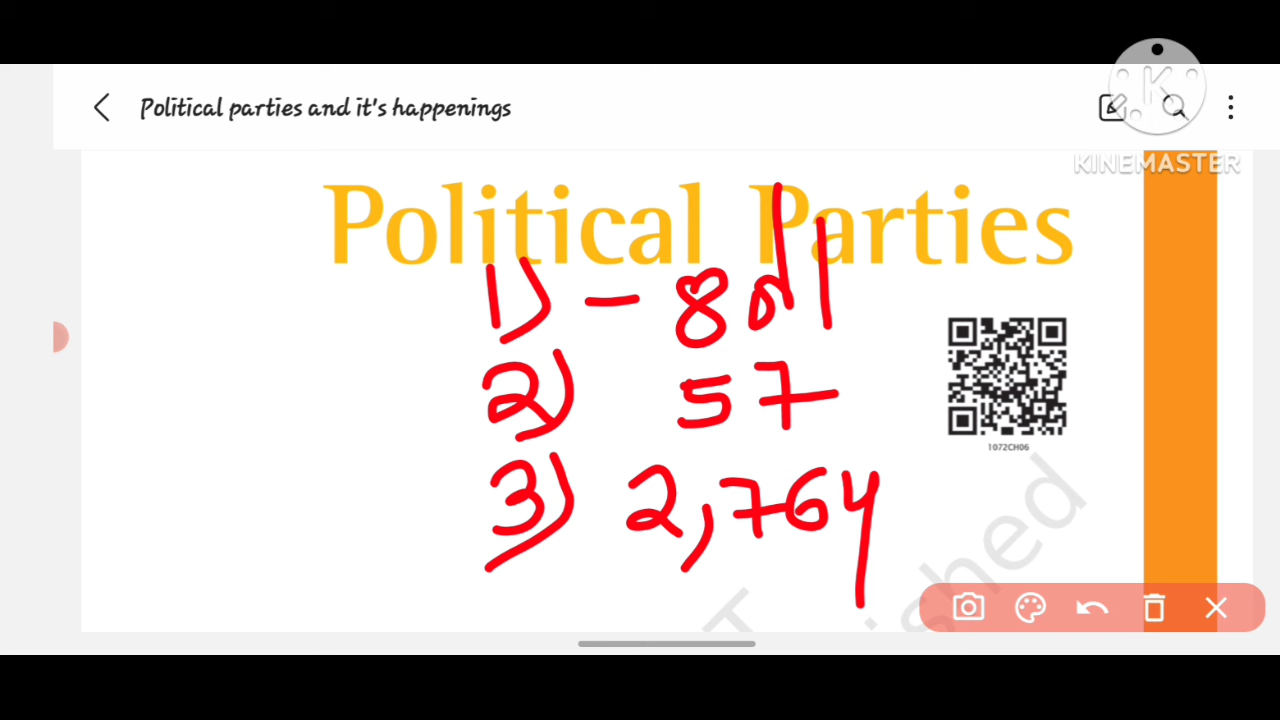 Political parties and it's happenings
KINEMASTER
Political Parties
1) - 8
2) 57
3) 2,764
1072CH06